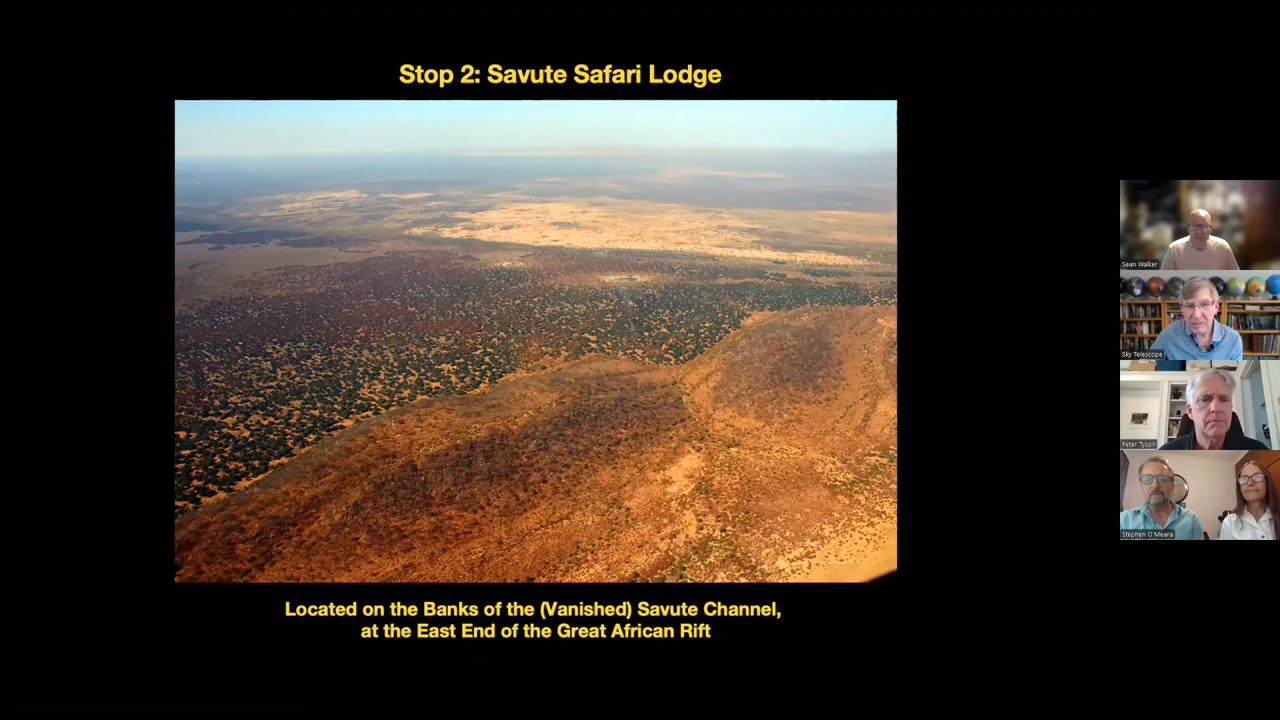 Stop 2: Savute Safari Lodge
Located on the Banks of the (Vanished) Savute Channel,
at the East End of the Great African Rift
Sean Walker
Sky Telescope
Peter Tyson
Stephen O'Meara